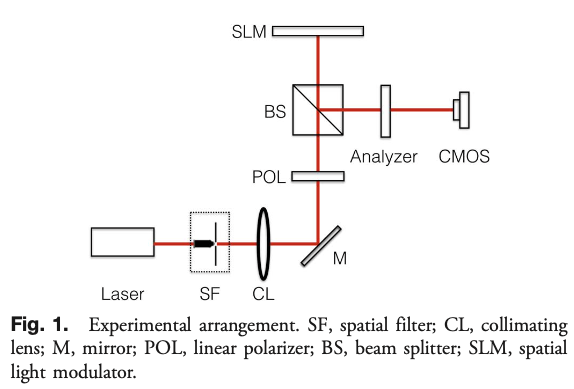 SLM
BS
Analyzer CMOS
POL
M
Laser SF CL
Fig. 1. Experimental arrangement. SF, spatial filter; CL, collimating
lens; M, mirror; POL, linear polarizer; BS, beam splitter; SLM, spatial
light modulator.